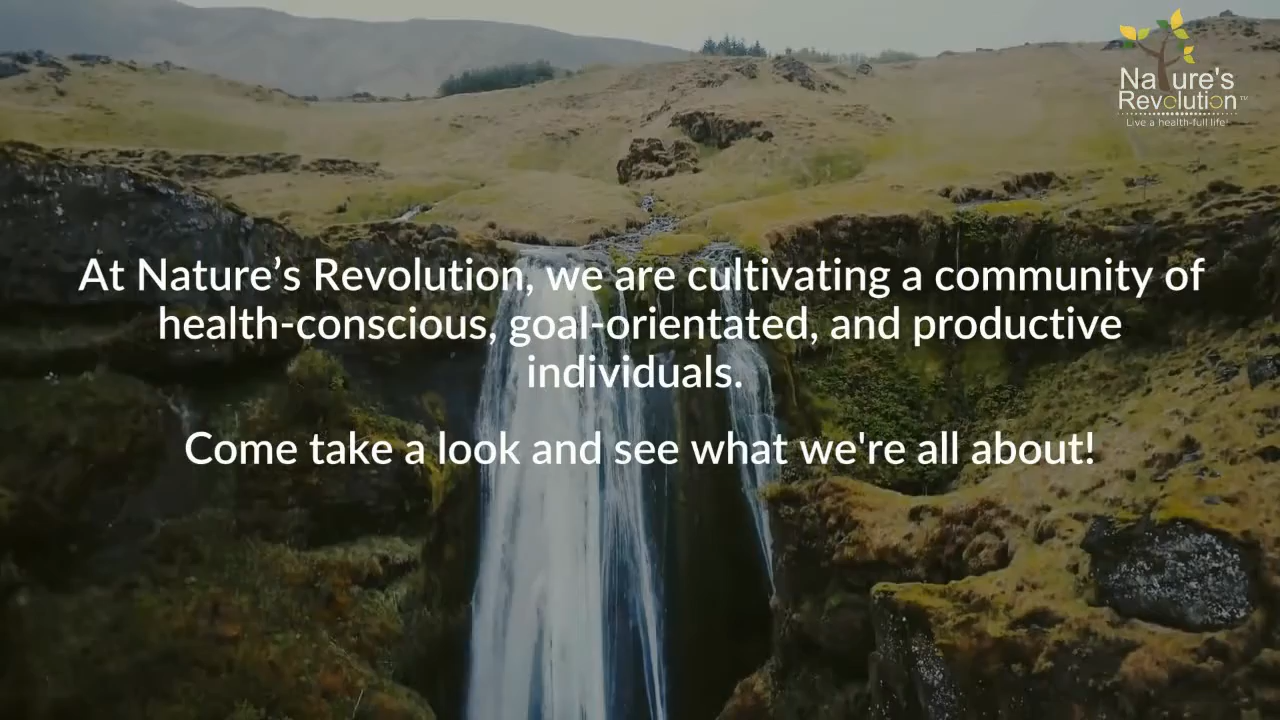 Nature's
Revolution™
Live a health-full life!
At Nature’s Revolution, we are cultivating a community of
health-conscious, goal-orientated, and productive
individuals.
Come take a look and see what we're all about!